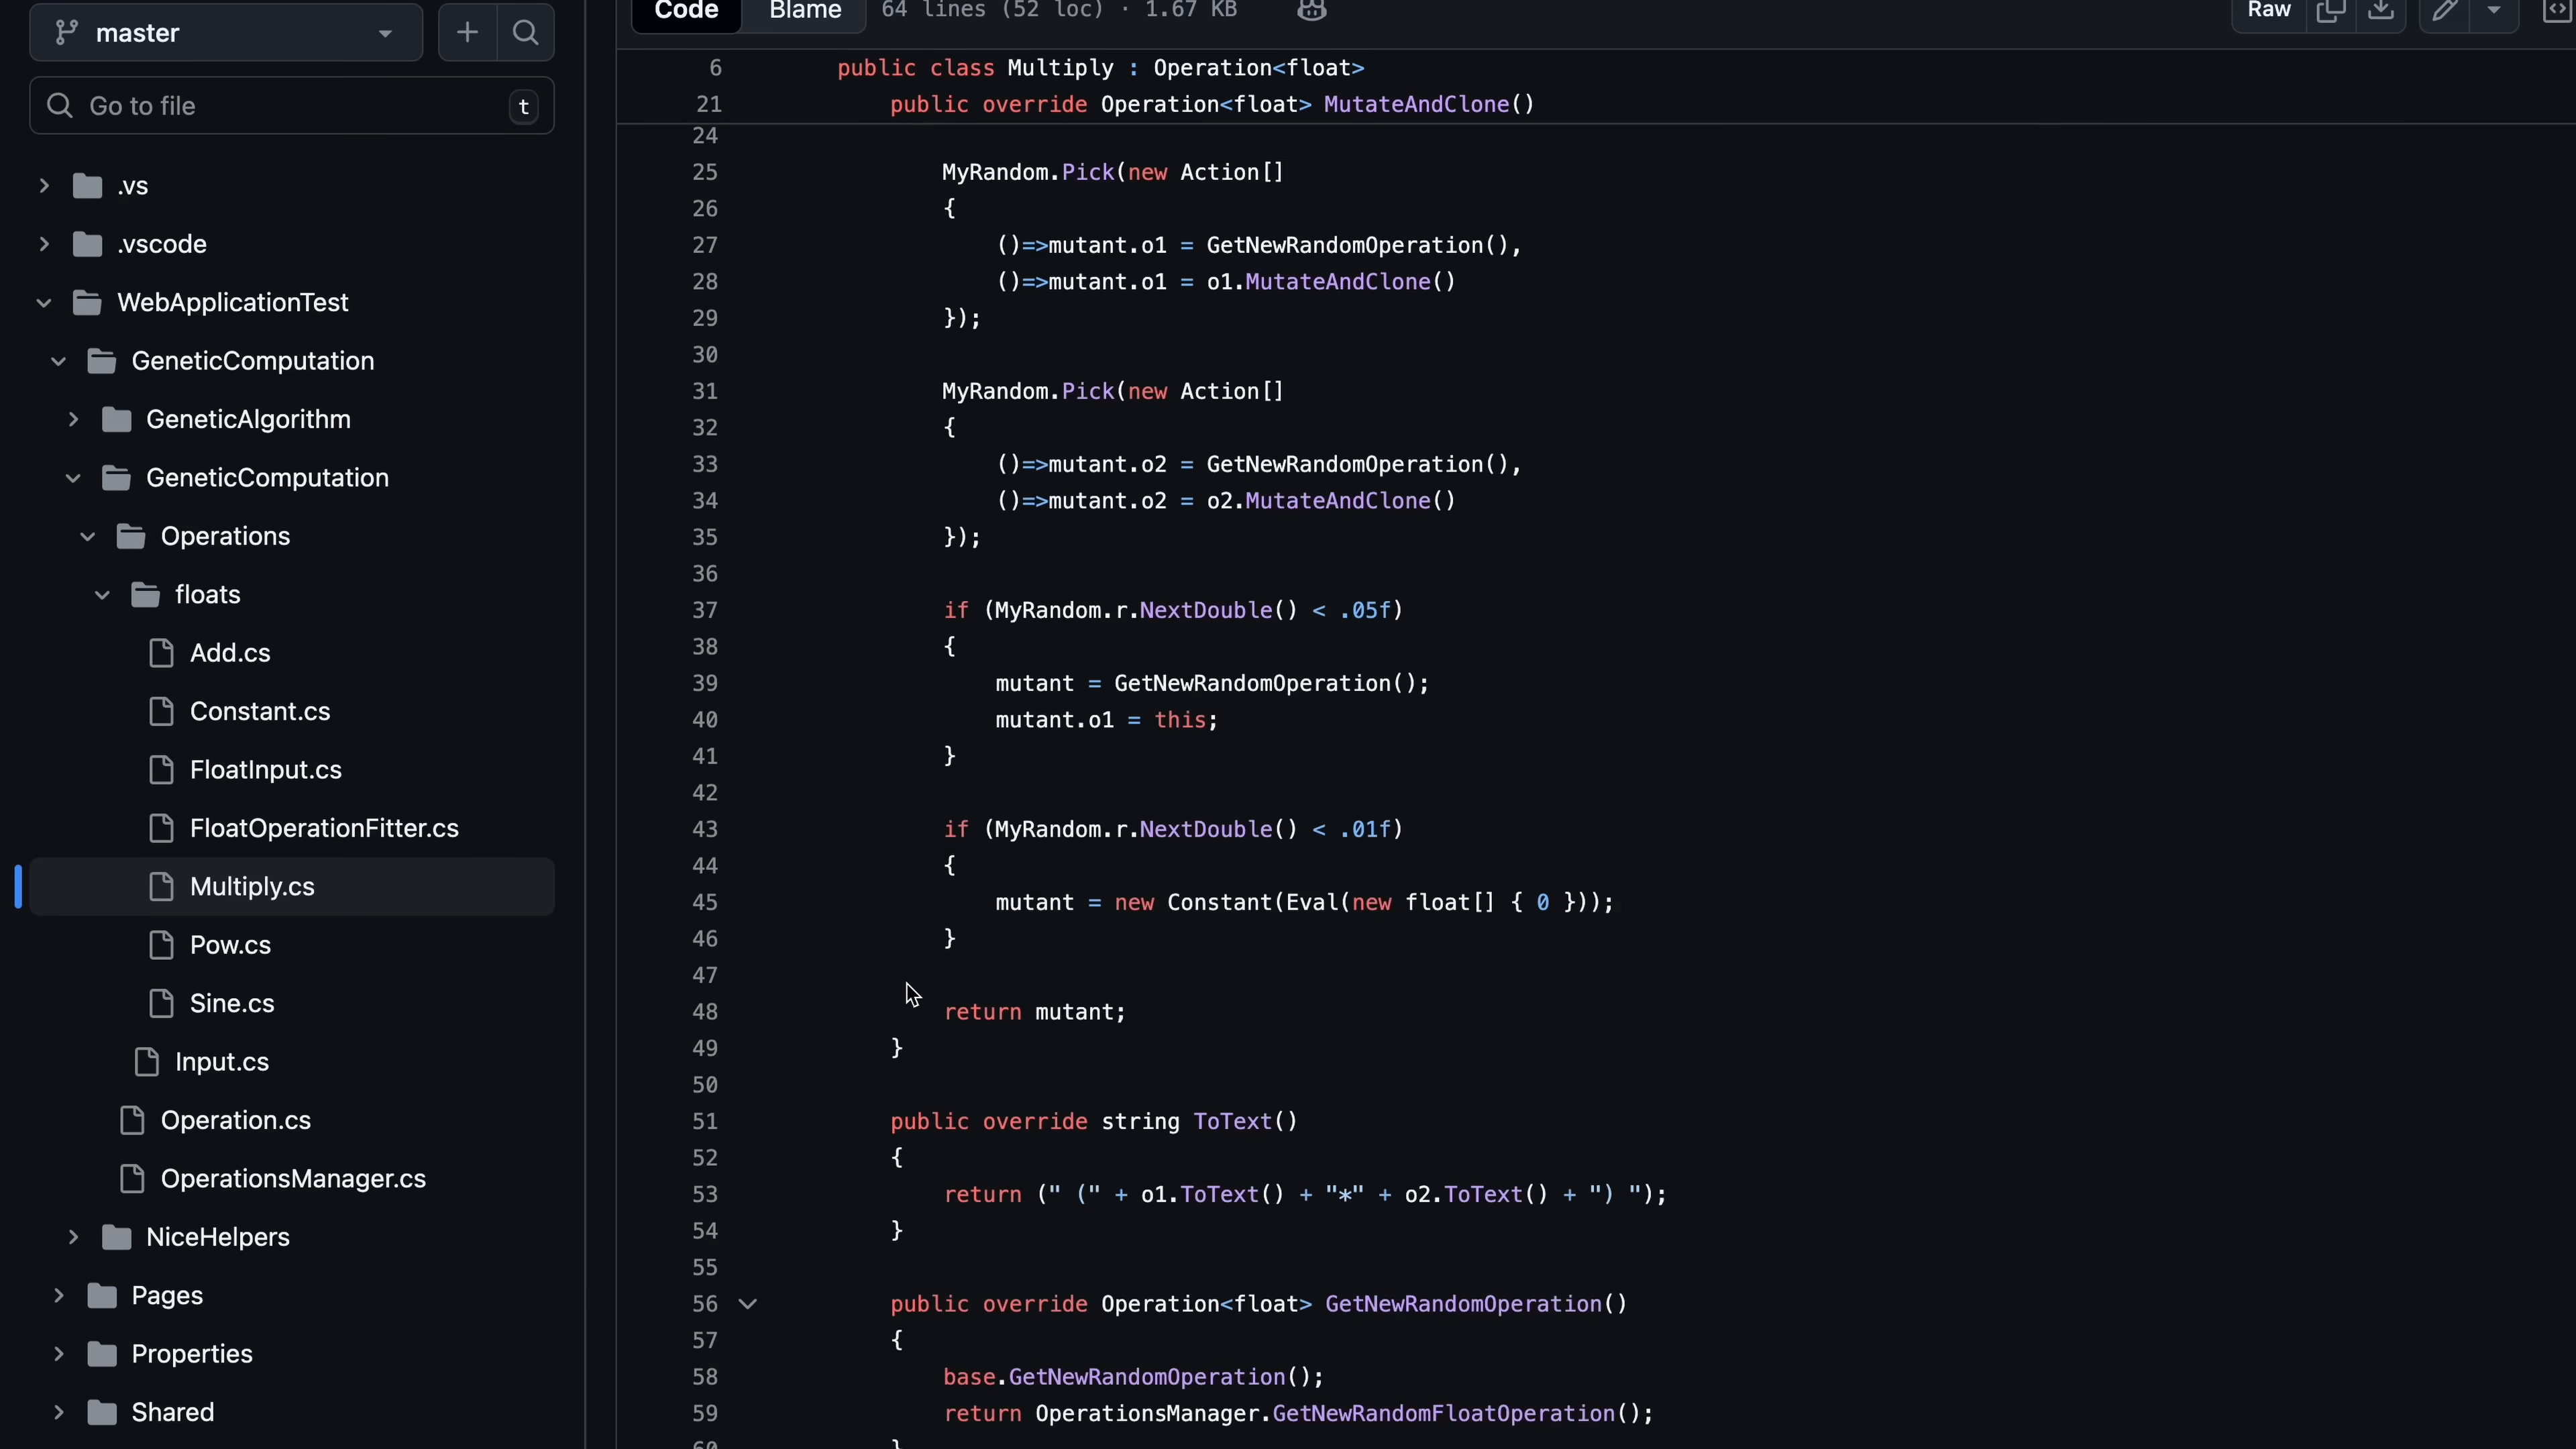 master
Go to file
t
.vs
.vscode
WebApplicationTest
GeneticComputation
GeneticAlgorithm
GeneticComputation
Operations
floats
Add.cs
Constant.cs
FloatInput.cs
FloatOperationFitter.cs
Multiply.cs
Pow.cs
Sine.cs
Input.cs
Operation.cs
OperationsManager.cs
NiceHelpers
Pages
Properties
Shared
Code Blame 64 lines (52 loc) · 1.67 KB Raw
6 public class Multiply : Operation<float>
21 public override Operation<float> MutateAndClone()
24
25 MyRandom.Pick(new Action[]
26 {
27 ()=>mutant.o1 = GetNewRandomOperation(),
28 ()=>mutant.o1 = o1.MutateAndClone()
29 });
30
31 MyRandom.Pick(new Action[]
32 {
33 ()=>mutant.o2 = GetNewRandomOperation(),
34 ()=>mutant.o2 = o2.MutateAndClone()
35 });
36
37 if (MyRandom.r.NextDouble() < .05f)
38 {
39 mutant = GetNewRandomOperation();
40 mutant.o1 = this;
41 }
42
43 if (MyRandom.r.NextDouble() < .01f)
44 {
45 mutant = new Constant(Eval(new float[] { 0 }));
46 }
47
48 return mutant;
49 }
50
51 public override string ToText()
52 {
53 return (" (" + o1.ToText() + "*" + o2.ToText() + ") ");
54 }
55
56 public override Operation<float> GetNewRandomOperation()
57 {
58 base.GetNewRandomOperation();
59 return OperationsManager.GetNewRandomFloatOperation();
60 }